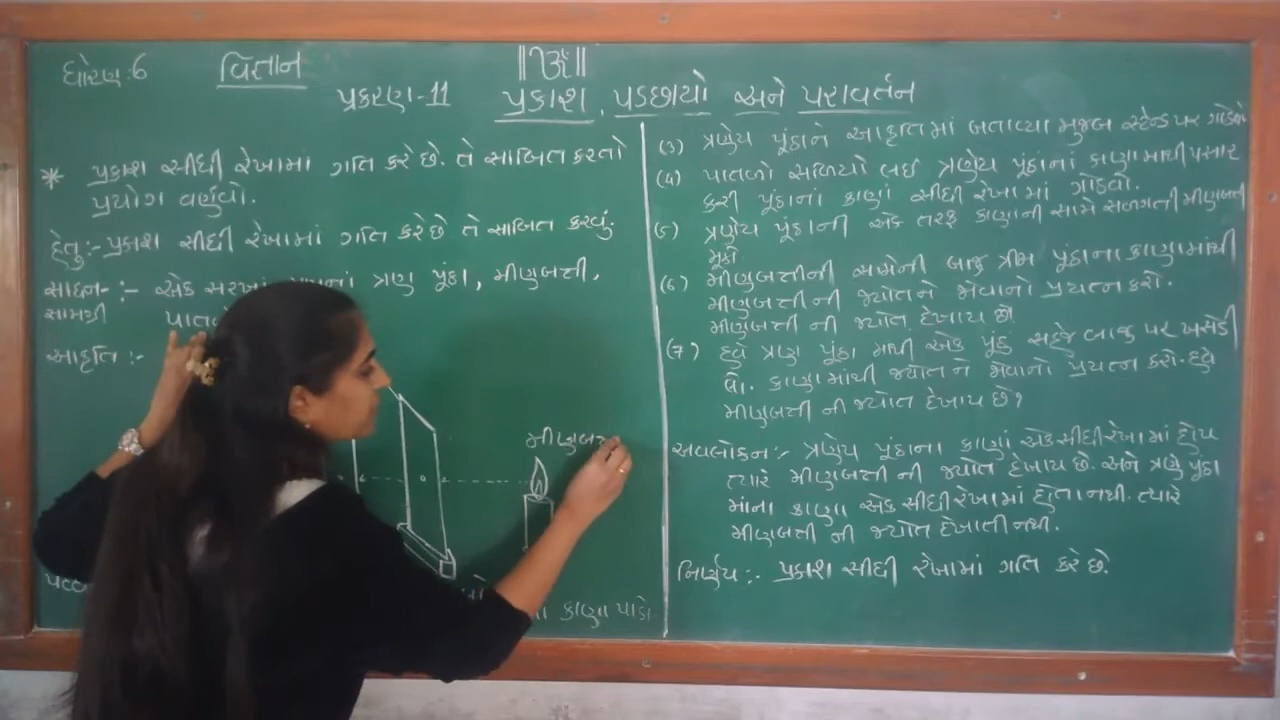 ધોરણ:6
વિજ્ઞાન
||ૐ||
પ્રકરણ-11 પ્રકાશ, પડછાયો અને પરાવર્તન
* પ્રકાશ સીધી રેખામાં ગતિ કરે છે. તે સાબિત કરતો
પ્રયોગ વર્ણવો.
હેતુ:- પ્રકાશ સીધી રેખામાં ગતિ કરે છે તે સાબિત કરવું.
સાધન- :- એક સરખાં ત્રણ પૂંઠા, મીણબત્તી,
સામગ્રી
આકૃતિ :-
મીણબ
કાણા પાડો.
(3) ત્રણેય પૂંઠાને આકૃતિમાં બતાવ્યા મુજબ સ્ટેન્ડ પર ગોઠવો
(4) પાતળો સળિયો લઈ ત્રણેય પૂંઠાનાં કાણામાંથી પસાર
કરી પૂંઠાનાં કાણાં સીધી રેખામાં ગોઠવો.
(5) ત્રણેય પૂંઠાની એક તરફ કાણાની સામે સળગતી મીણબત્તી
મૂકો.
(6) મીણબત્તીની સામેની બાજુ ત્રીજા પૂંઠાના કાણામાંથી
મીણબત્તી ની જ્યોતને જોવાનો પ્રયત્ન કરો.
મીણબત્તી ની જ્યોત દેખાય છે
(7) હવે ત્રણ પૂંઠા માંથી એક પૂંઠું સહેજ બાજુ પર ખસેડી
લો. કાણામાંથી જ્યોત ને જોવાનો પ્રયત્ન કરો. હવે
મીણબત્તી ની જ્યોત દેખાય છે?
અવલોકન:- ત્રણેય પૂંઠાના કાણાં એક સીધી રેખામાં હોય
ત્યારે મીણબત્તી ની જ્યોત દેખાય છે. અને ત્રણે પૂંઠા
માંના કાણા એક સીધી રેખામાં હોતા નથી. ત્યારે
મીણબત્તી ની જ્યોત દેખાતી નથી.
નિર્ણય:- પ્રકાશ સીધી રેખામાં ગતિ કરે છે.